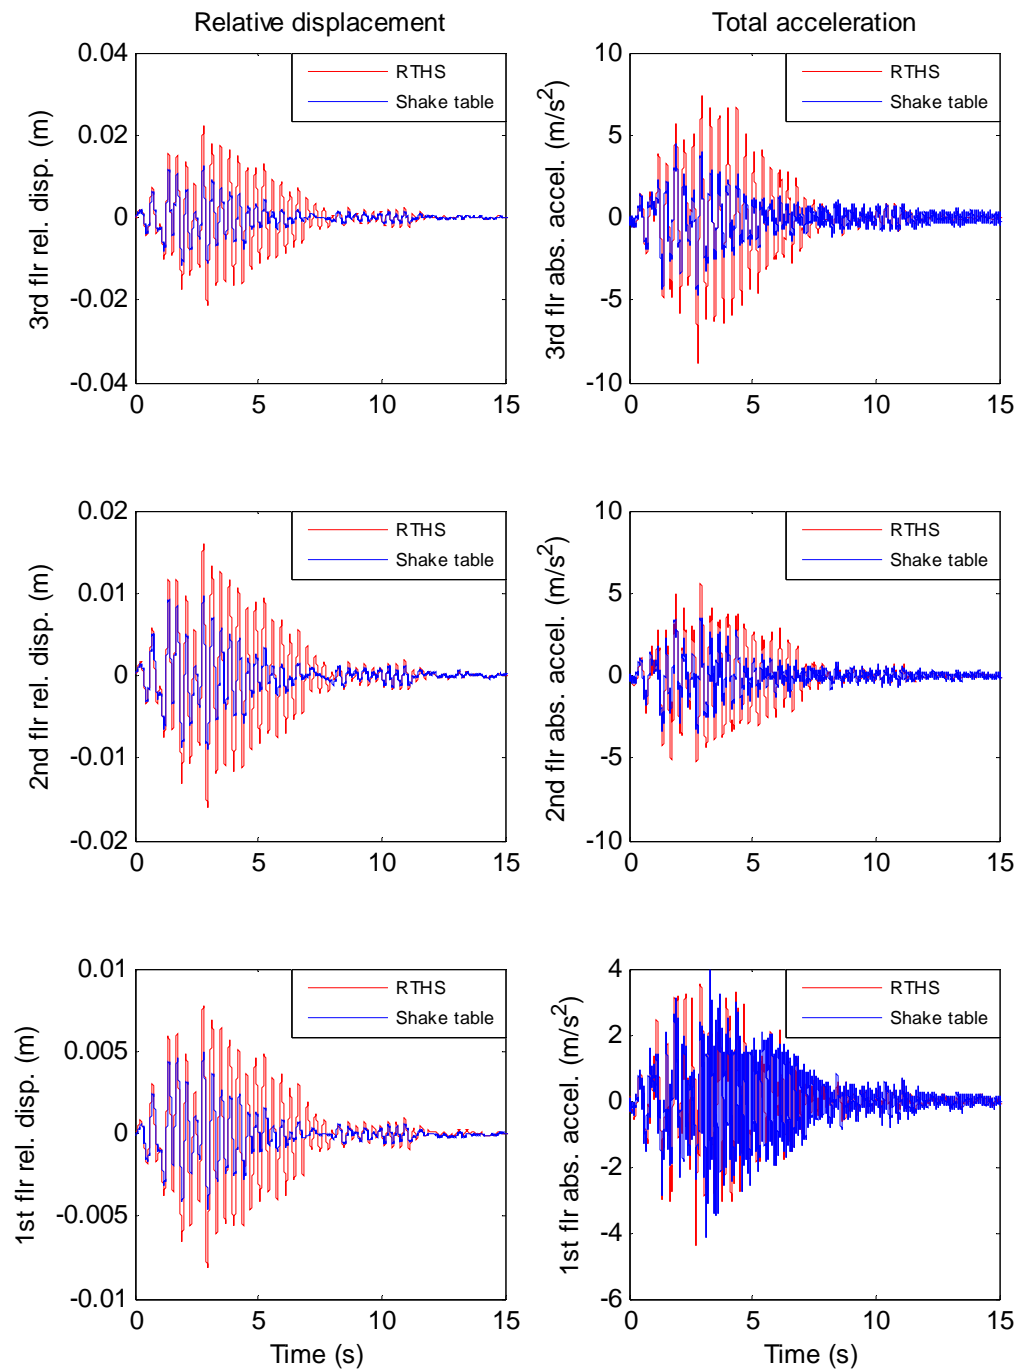 Relative displacement
Total acceleration
3rd flr rel. disp. (m)
0.04
0.02
0
-0.02
-0.04
0
5
10
15
RTHS
Shake table
3rd flr abs. accel. (m/s²)
10
5
0
-5
-10
0
5
10
15
RTHS
Shake table
2nd flr rel. disp. (m)
0.02
0.01
0
-0.01
-0.02
0
5
10
15
RTHS
Shake table
2nd flr abs. accel. (m/s²)
10
5
0
-5
-10
0
5
10
15
RTHS
Shake table
1st flr rel. disp. (m)
0.01
0.005
0
-0.005
-0.01
0
5
10
15
Time (s)
RTHS
Shake table
1st flr abs. accel. (m/s²)
4
2
0
-2
-4
-6
0
5
10
15
Time (s)
RTHS
Shake table